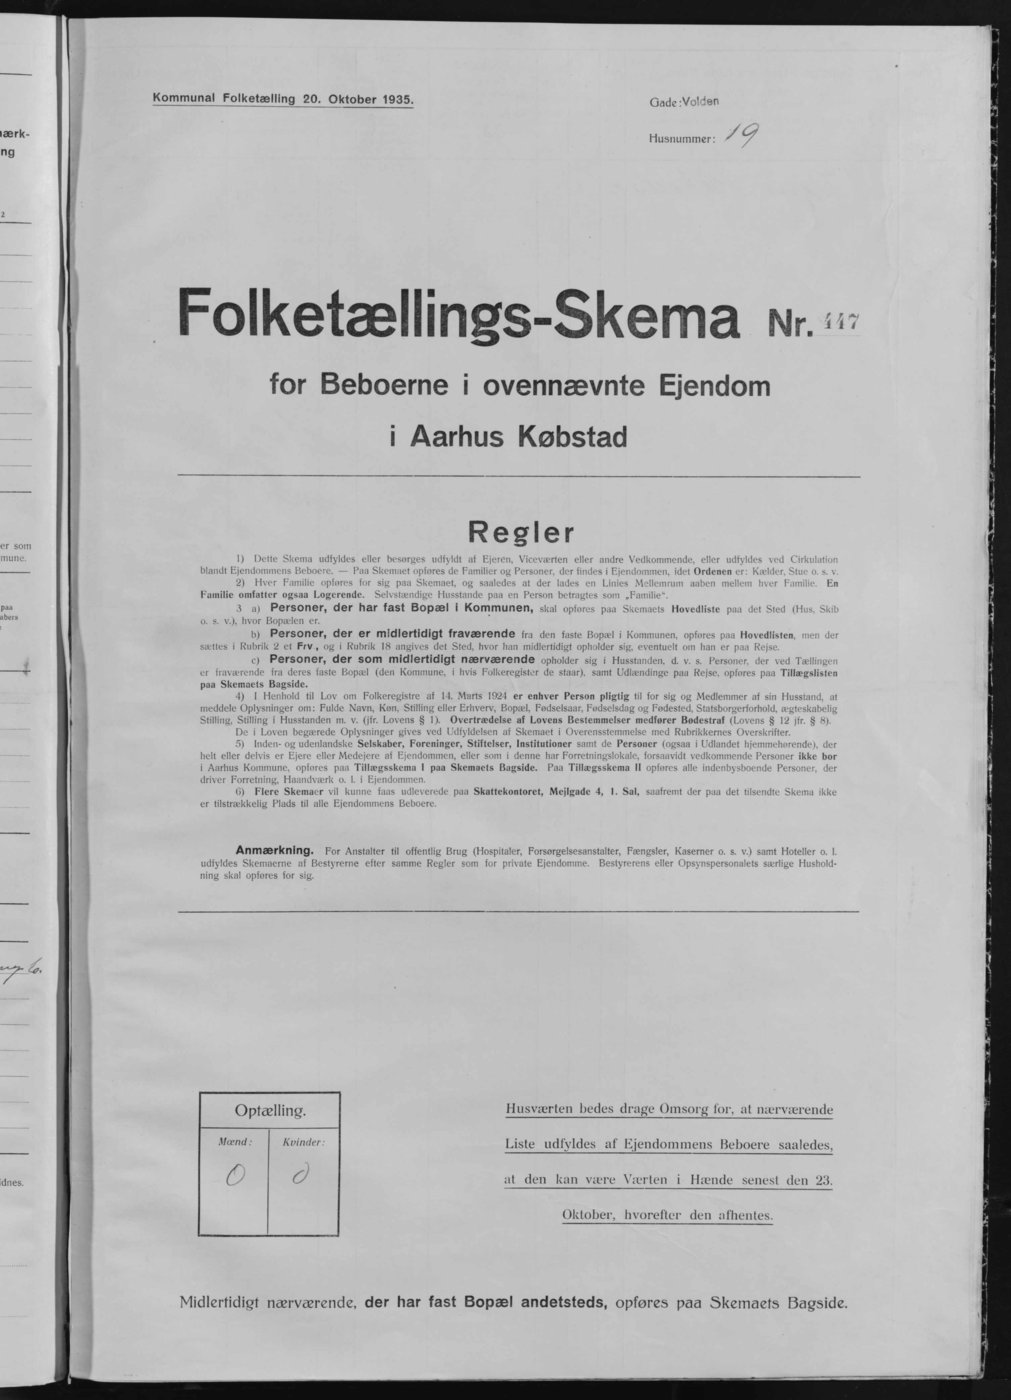 Kommunal Folketælling 20. Oktober 1935.
Gade: Volden
Husnummer: 19
Folketællings-Skema Nr. 447
for Beboerne i ovennævnte Ejendom
i Aarhus Købstad
Regler
1) Dette Skema udfyldes eller besørges udfyldt af Ejeren, Viceværten eller andre Vedkommende, eller udfyldes ved Cirkulation
blandt Ejendommens Beboere. — Paa Skemaet opføres de Familier og Personer, der findes i Ejendommen, idet Ordenen er: Kælder, Stue o. s. v.
2) Hver Familie opføres for sig paa Skemaet, og saaledes at der lades en Linies Mellemrum aaben mellem hver Familie. En
Familie omfatter ogsaa Logerende. Selvstændige Husstande paa en Person betragtes som „Familie“.
3 a) Personer, der har fast Bopæl i Kommunen, skal opføres paa Skemaets Hovedliste paa det Sted (Hus, Skib
o. s. v.), hvor Bopælen er.
b) Personer, der er midlertidigt fraværende fra den faste Bopæl i Kommunen, opføres paa Hovedlisten, men der
sættes i Rubrik 2 et Frv., og i Rubrik 18 angives det Sted, hvor han midlertidigt opholder sig, eventuelt om han er paa Rejse.
c) Personer, der som midlertidigt nærværende opholder sig i Husstanden, d. v. s. Personer, der ved Tællingen
er fraværende fra deres faste Bopæl (den Kommune, i hvis Folkeregister de staar), samt Udlændinge paa Rejse, opføres paa Tillægslisten
paa Skemaets Bagside.
4) I Henhold til Lov om Folkeregistre af 14. Marts 1924 er enhver Person pligtig til for sig og Medlemmer af sin Husstand, at
meddele Oplysninger om: Fulde Navn, Køn, Stilling eller Erhverv, Bopæl, Fødselsaar, Fødselsdag og Fødested, Statsborgerforhold, ægteskabelig
Stilling, Stilling i Husstanden m. v. (jfr. Lovens § 1). Overtrædelse af Lovens Bestemmelser medfører Bødestraf (Lovens § 12 jfr. § 8).
De i Loven begærede Oplysninger gives ved Udfyldelsen af Skemaet i Overensstemmelse med Rubrikkernes Overskrifter.
5) Inden- og udenlandske Selskaber, Foreninger, Stiftelser, Institutioner samt de Personer (ogsaa i Udlandet hjemmehørende), der
helt eller delvis er Ejere eller Medejere af Ejendommen, eller som i denne har Forretningslokale, forsaavidt vedkommende Personer ikke bor
i Aarhus Kommune, opføres paa Tillægsskema I paa Skemaets Bagside. Paa Tillægsskema II opføres alle indenbysboende Personer, der
driver Forretning, Haandværk o. l. i Ejendommen.
6) Flere Skemaer vil kunne faas udleverede paa Skattekontoret, Mejlgade 4, 1. Sal, saafremt der paa det tilsendte Skema ikke
er tilstrækkelig Plads til alle Ejendommens Beboere.
Anmærkning. For Anstalter til offentlig Brug (Hospitaler, Forsørgelsesanstalter, Fængsler, Kaserner o. s. v.) samt Hoteller o. l.
udfyldes Skemaerne af Bestyrerne efter samme Regler som for private Ejendomme. Bestyrerens eller Opsynspersonalets særlige Hushold-
ning skal opføres for sig.
Optælling.
Mænd: Kvinder:
0 0
Husværten bedes drage Omsorg for, at nærværende
Liste udfyldes af Ejendommens Beboere saaledes,
at den kan være Værten i Hænde senest den 23.
Oktober, hvorefter den afhentes.
Midlertidigt nærværende, der har fast Bopæl andetsteds, opføres paa Skemaets Bagside.